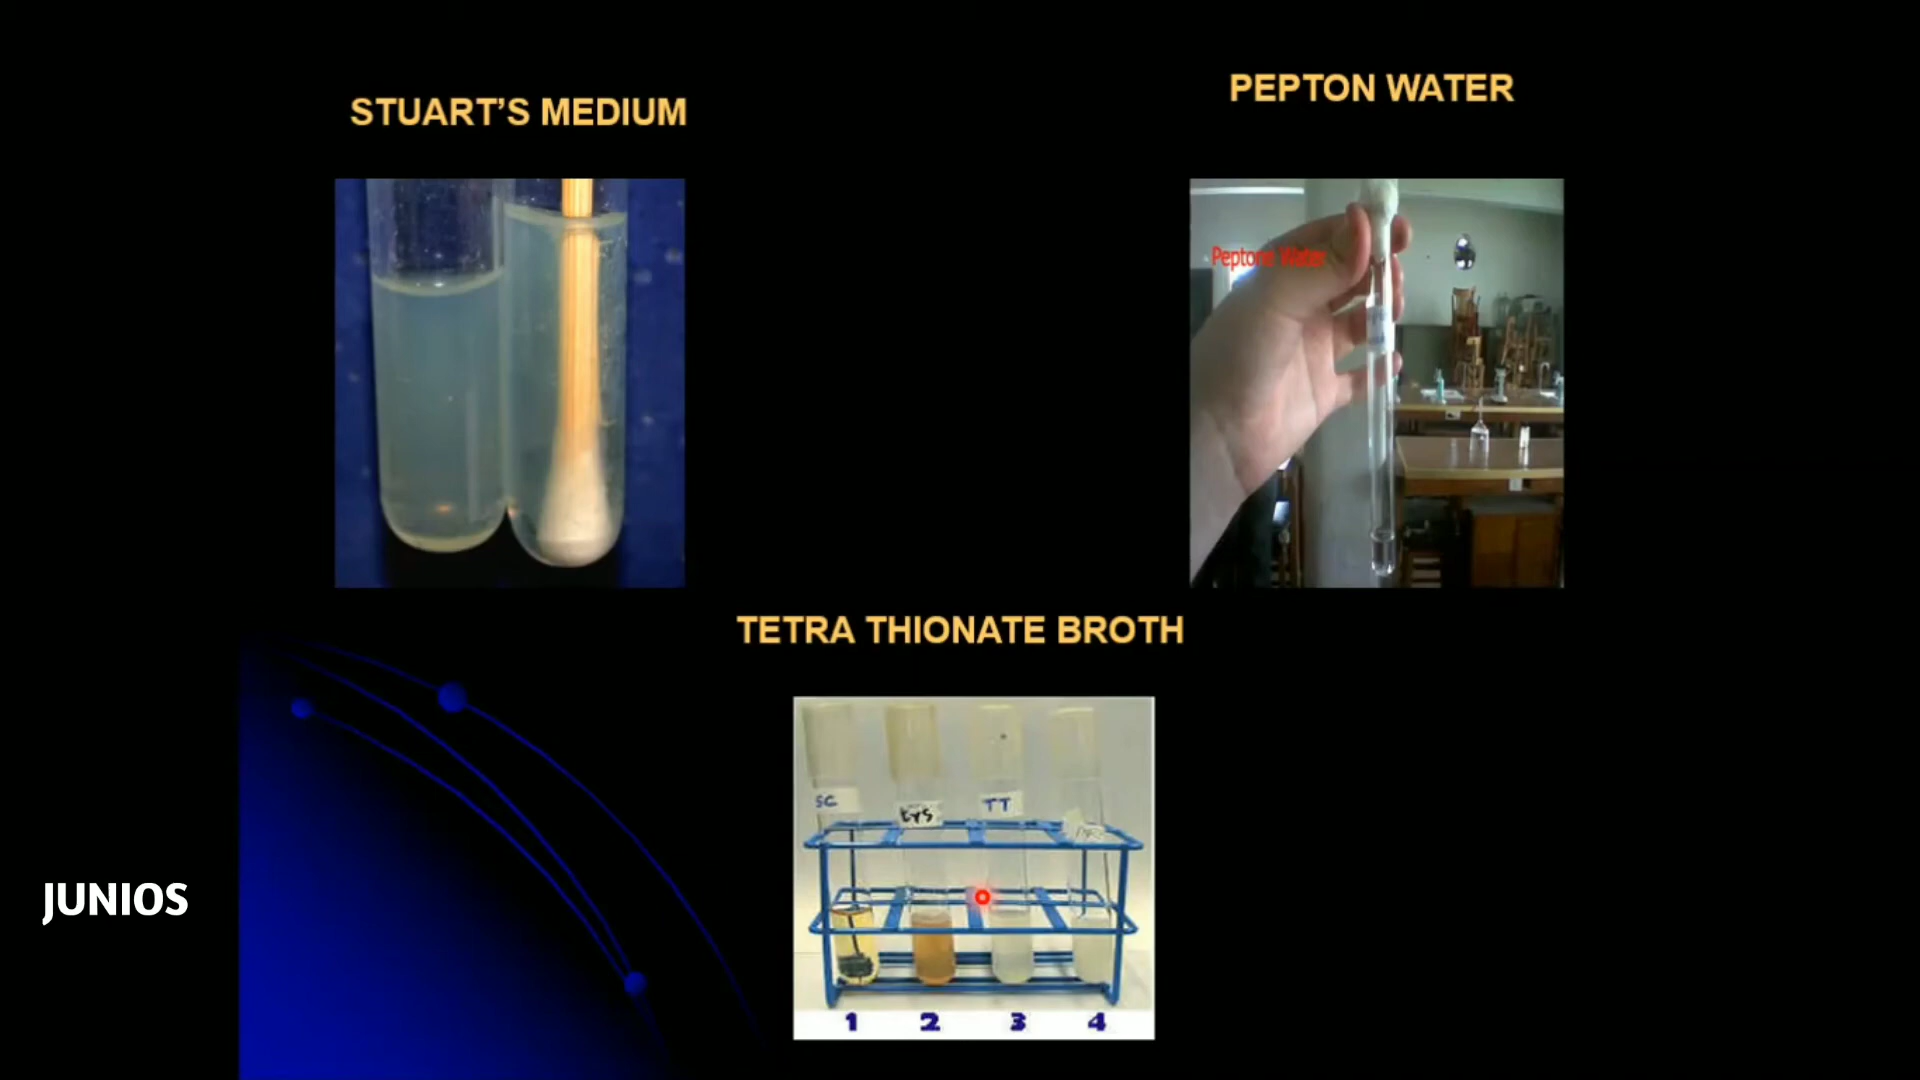 STUART’S MEDIUM
PEPTON WATER
Peptone Water
TETRA THIONATE BROTH
SC
TT
1 2 3 4
JUNIOS